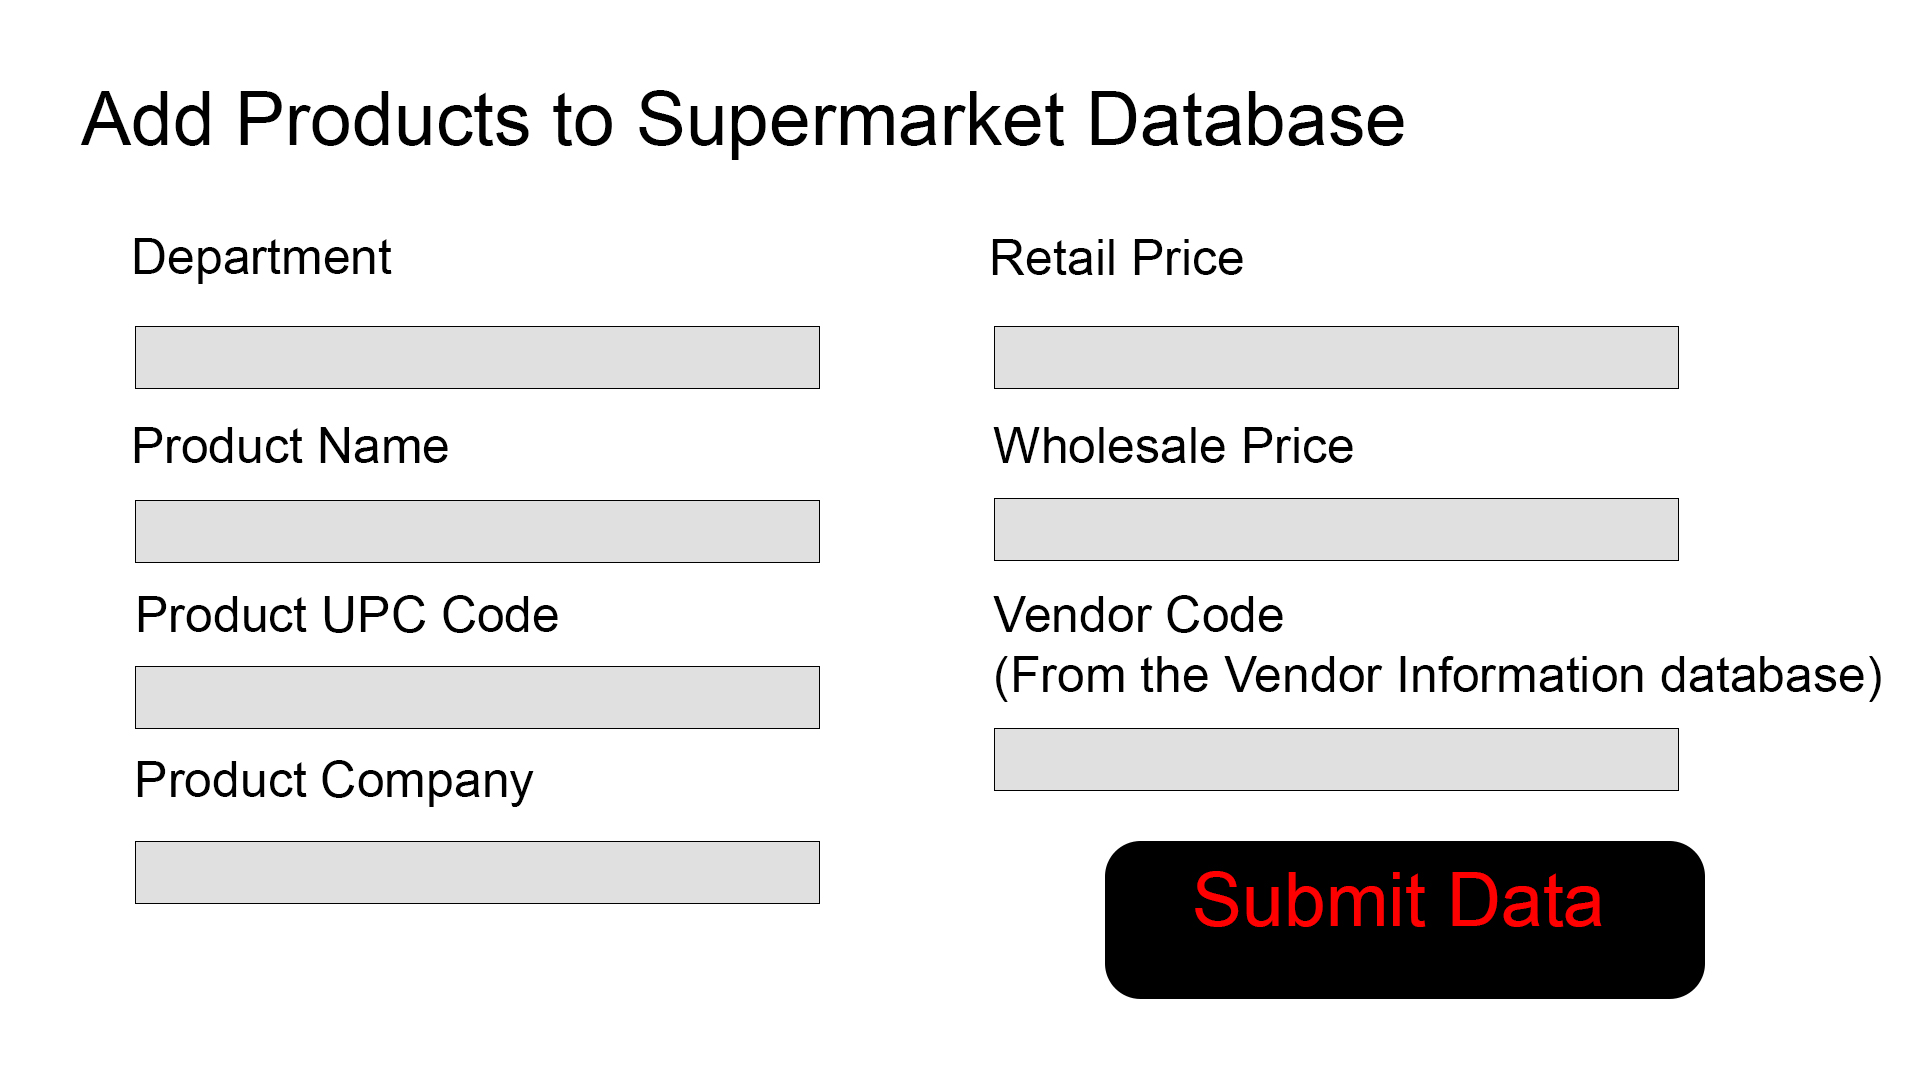 Add Products to Supermarket Database
Department
Product Name
Product UPC Code
Product Company
Retail Price
Wholesale Price
Vendor Code
(From the Vendor Information database)
Submit Data